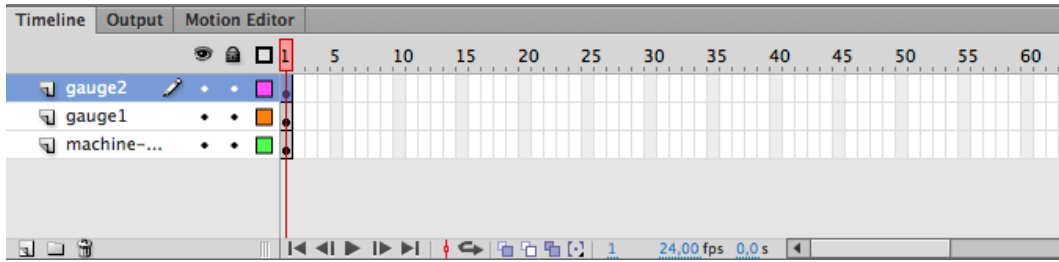 Timeline Output Motion Editor
1 5 10 15 20 25 30 35 40 45 50 55 60
gauge2
gauge1
machine-...
1 24,00 fps 0,0 s